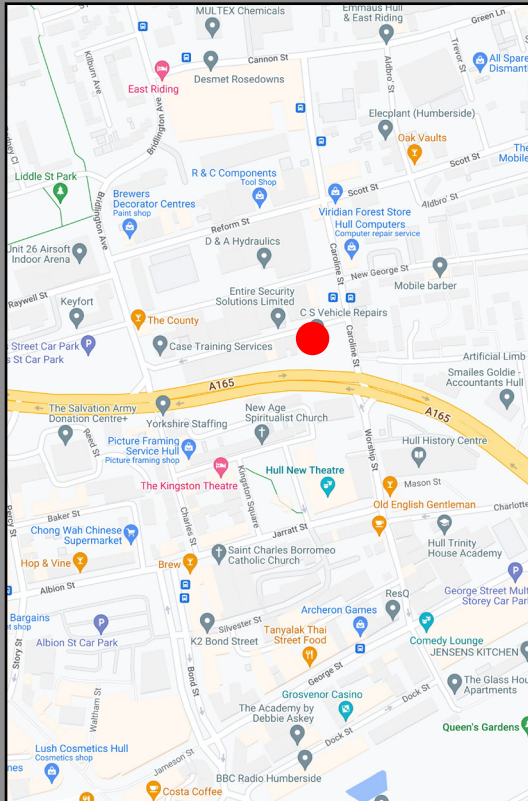 MULTEX Chemicals
Emmaus Hull
& East Riding
Green Ln
Kilburn Ave
Cannon St
Aldbro' St
Trevor St
All Spare
Dismanti
Desmet Rosedowns
East Riding
Bridlington Ave
Elecplant (Humberside)
Oak Vaults
Scott St
The
Mobile
Liddle St Park
R & C Components
Tool Shop
Brewers
Decorator Centres
Paint shop
Bridlington Ave
Scott St
Aldbro' St
Viridian Forest Store
Hull Computers
Computer repair service
Reform St
D & A Hydraulics
Unit 26 Airsoft
Indoor Arena
Caroline St
New George St
Mobile barber
Raywell St
Keyfort
Entire Security
Solutions Limited
The County
C S Vehicle Repairs
Caroline St
Street Car Park
s St Car Park
Case Training Services
Artificial Limb
Smailes Goldie -
Accountants Hull
A165
A165
The Salvation Army
Donation Centre+
Yorkshire Staffing
New Age
Spiritualist Church
Reed St
Worship St
Picture Framing
Service Hull
Picture framing shop
Hull History Centre
The Kingston Theatre
Kingston Square
Hull New Theatre
Mason St
Percy St
Baker St
Charles St
Old English Gentleman
Charlotte
Chong Wah Chinese
Supermarket
Jarratt St
Hull Trinity
House Academy
Saint Charles Borromeo
Catholic Church
Hop & Vine
Brew
Albion St
ResQ
George Street Mult
Storey Car Par
Bargains
nt shop
Archeron Games
Albion St Car Park
Silvester St
K2 Bond Street
Tanyalak Thai
Street Food
Comedy Lounge
JENSENS KITCHEN
Story St
George St
Bond St
Waltham St
Grosvenor Casino
Dock St
The Glass Hou
Apartments
The Academy by
Debbie Askey
Dock St
Queen's Gardens
Lush Cosmetics Hull
Cosmetics shop
Jameson St
nes
BBC Radio Humberside
Costa Coffee